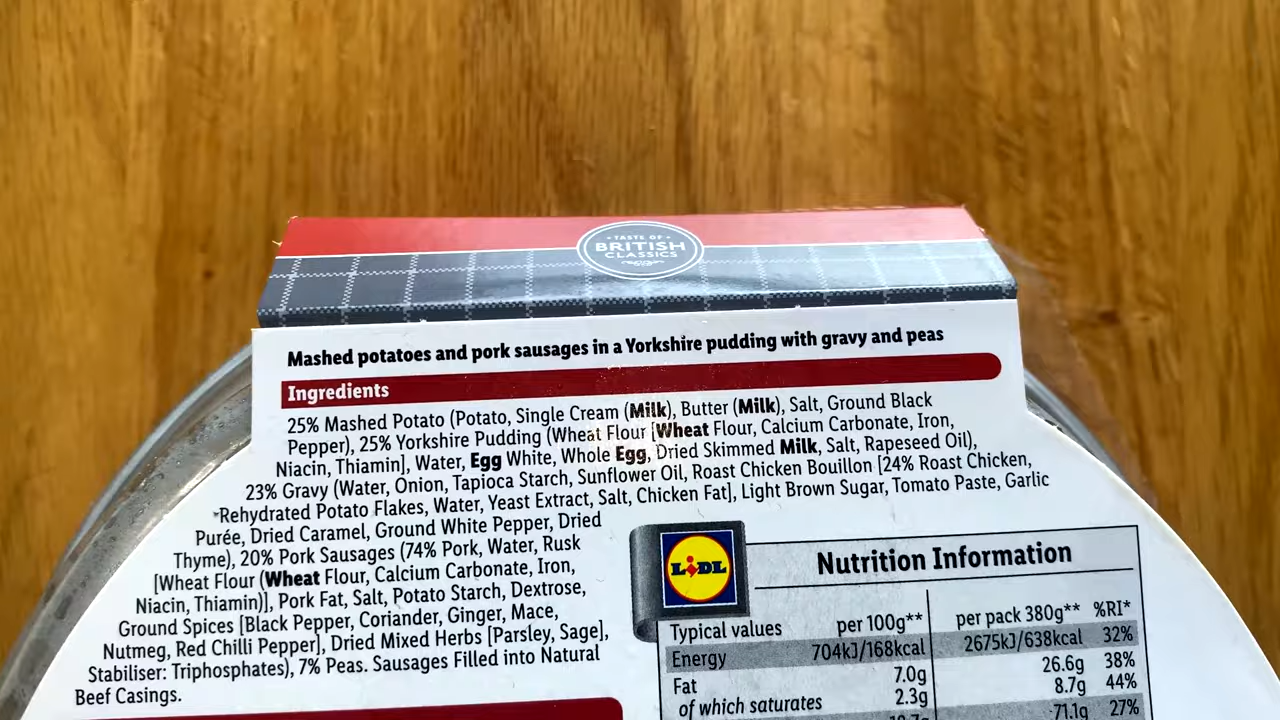 TASTE OF
BRITISH
CLASSICS
Mashed potatoes and pork sausages in a Yorkshire pudding with gravy and peas
Ingredients
25% Mashed Potato (Potato, Single Cream (Milk), Butter (Milk), Salt, Ground Black
Pepper), 25% Yorkshire Pudding (Wheat Flour [Wheat Flour, Calcium Carbonate, Iron,
Niacin, Thiamin], Water, Egg White, Whole Egg, Dried Skimmed Milk, Salt, Rapeseed Oil),
23% Gravy (Water, Onion, Tapioca Starch, Sunflower Oil, Roast Chicken Bouillon [24% Roast Chicken,
*Rehydrated Potato Flakes, Water, Yeast Extract, Salt, Chicken Fat], Light Brown Sugar, Tomato Paste, Garlic
Purée, Dried Caramel, Ground White Pepper, Dried
Thyme), 20% Pork Sausages (74% Pork, Water, Rusk
[Wheat Flour (Wheat Flour, Calcium Carbonate, Iron,
Niacin, Thiamin)], Pork Fat, Salt, Potato Starch, Dextrose,
Ground Spices [Black Pepper, Coriander, Ginger, Mace,
Nutmeg, Red Chilli Pepper], Dried Mixed Herbs [Parsley, Sage],
Stabiliser: Triphosphates), 7% Peas. Sausages Filled into Natural
Beef Casings.
LIDL
Nutrition Information
Typical values per 100g** per pack 380g** %RI*
Energy 704kJ/168kcal 2675kJ/638kcal 32%
Fat 7.0g 26.6g 38%
of which saturates 2.3g 8.7g 44%
71.1g 27%